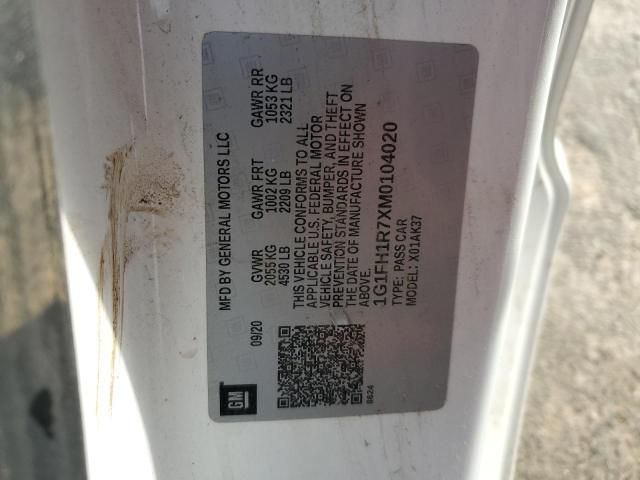 MFD BY GENERAL MOTORS LLC
09/20
GVWR GAWR FRT GAWR RR
2055 KG 1002 KG 1053 KG
4530 LB 2209 LB 2321 LB
THIS VEHICLE CONFORMS TO ALL
APPLICABLE U.S. FEDERAL MOTOR
VEHICLE SAFETY, BUMPER, AND THEFT
PREVENTION STANDARDS IN EFFECT ON
THE DATE OF MANUFACTURE SHOWN
ABOVE.
1G1FH1R7XM0104020
TYPE: PASS CAR
MODEL: X01AK37
GM
8624